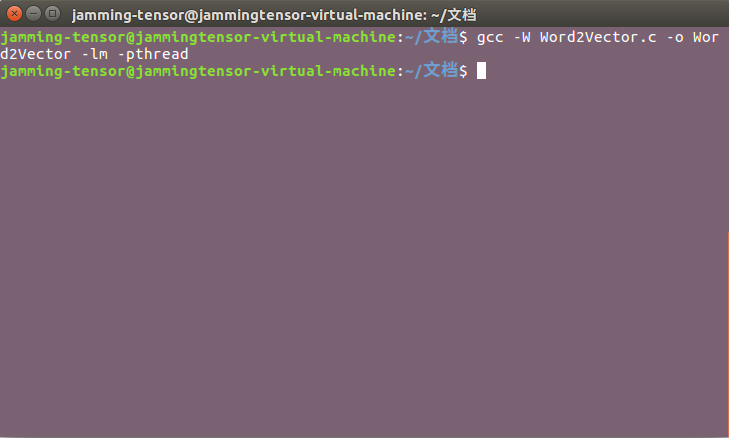 jamming-tensor@jammingtensor-virtual-machine: ~/文档
jamming-tensor@jammingtensor-virtual-machine:~/文档$ gcc -W Word2Vector.c -o Wor
d2Vector -lm -pthread
jamming-tensor@jammingtensor-virtual-machine:~/文档$